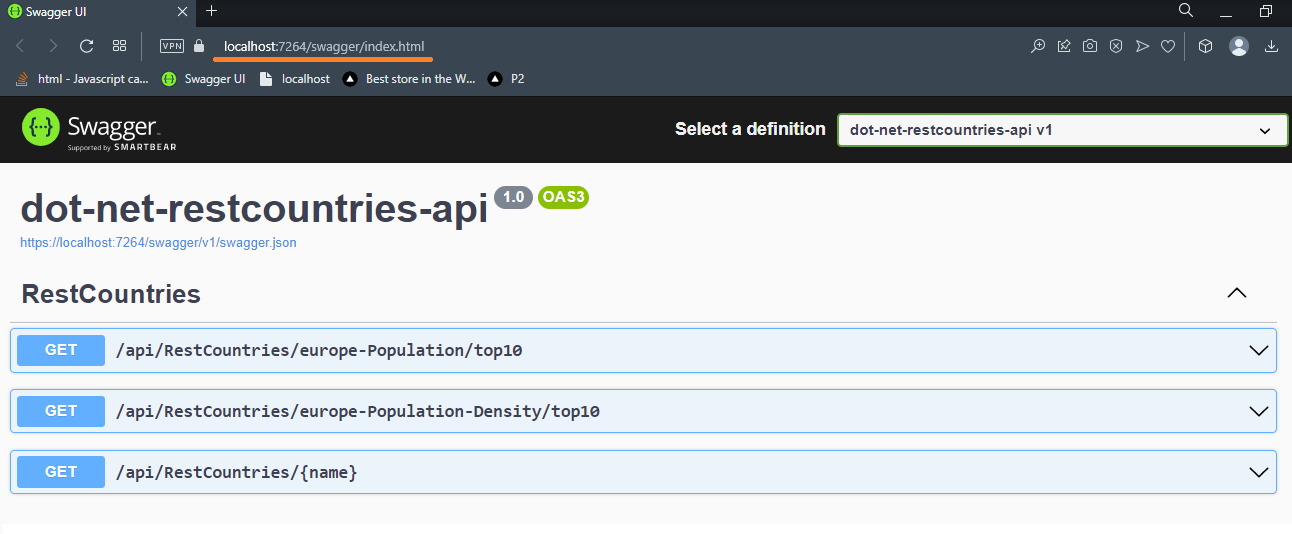 Swagger UI
VPN localhost:7264/swagger/index.html
html - Javascript ca... Swagger UI localhost Best store in the W... P2
{···} Swagger
Supported by SMARTBEAR
Select a definition dot-net-restcountries-api v1
dot-net-restcountries-api 1.0 OAS3
https://localhost:7264/swagger/v1/swagger.json
RestCountries
GET /api/RestCountries/europe-Population/top10
GET /api/RestCountries/europe-Population-Density/top10
GET /api/RestCountries/{name}